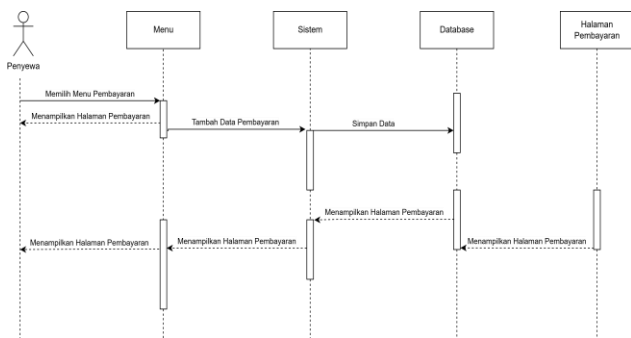 Menu
Sistem
Database
Halaman
Pembayaran
Penyewa
Memilih Menu Pembayaran
Menampilkan Halaman Pembayaran
Tambah Data Pembayaran
Simpan Data
Menampilkan Halaman Pembayaran
Menampilkan Halaman Pembayaran
Menampilkan Halaman Pembayaran
Menampilkan Halaman Pembayaran